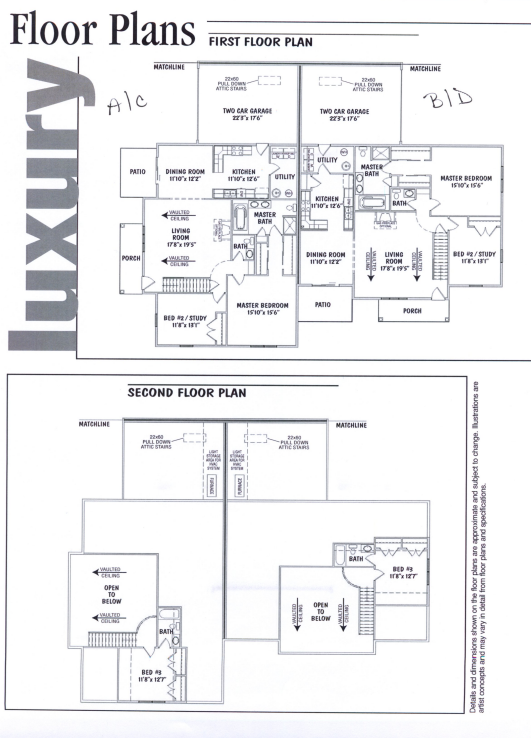 Floor Plans
FIRST FLOOR PLAN
luxury
MATCHLINE
MATCHLINE
A/C
B/D
22x60
PULL DOWN
ATTIC STAIRS
22x60
PULL DOWN
ATTIC STAIRS
TWO CAR GARAGE
22'3" x 17'6"
TWO CAR GARAGE
22'3" x 17'6"
PATIO
DINING ROOM
11'10" x 12'2"
KITCHEN
11'10" x 12'6"
UTILITY
UTILITY
MASTER
BATH
MASTER BEDROOM
15'10" x 15'6"
KITCHEN
11'10" x 12'6"
BATH
VAULTED
CEILING
LIVING
ROOM
17'8" x 19'5"
VAULTED
CEILING
MASTER
BATH
BATH
PORCH
DINING ROOM
11'10" x 12'2"
VAULTED
CEILING
LIVING
ROOM
17'8" x 19'5"
VAULTED
CEILING
BED #2 / STUDY
11'8" x 13'1"
MASTER BEDROOM
15'10" x 15'6"
BED #2 / STUDY
11'8" x 13'1"
PATIO
PORCH
SECOND FLOOR PLAN
MATCHLINE
MATCHLINE
22x60
PULL DOWN
ATTIC STAIRS
LIGHT
STORAGE
AREA FOR
HVAC
SYSTEM
FURNACE
LIGHT
STORAGE
AREA FOR
HVAC
SYSTEM
FURNACE
22x60
PULL DOWN
ATTIC STAIRS
VAULTED
CEILING
OPEN
TO
BELOW
VAULTED
CEILING
BATH
BED #3
11'8" x 12'7"
BATH
BED #3
11'8" x 12'7"
VAULTED
CEILING
OPEN
TO
BELOW
VAULTED
CEILING
Details and dimensions shown on the floor plans are approximate and subject to change. Illustrations are
artist concepts and may vary in detail from floor plans and specifications.